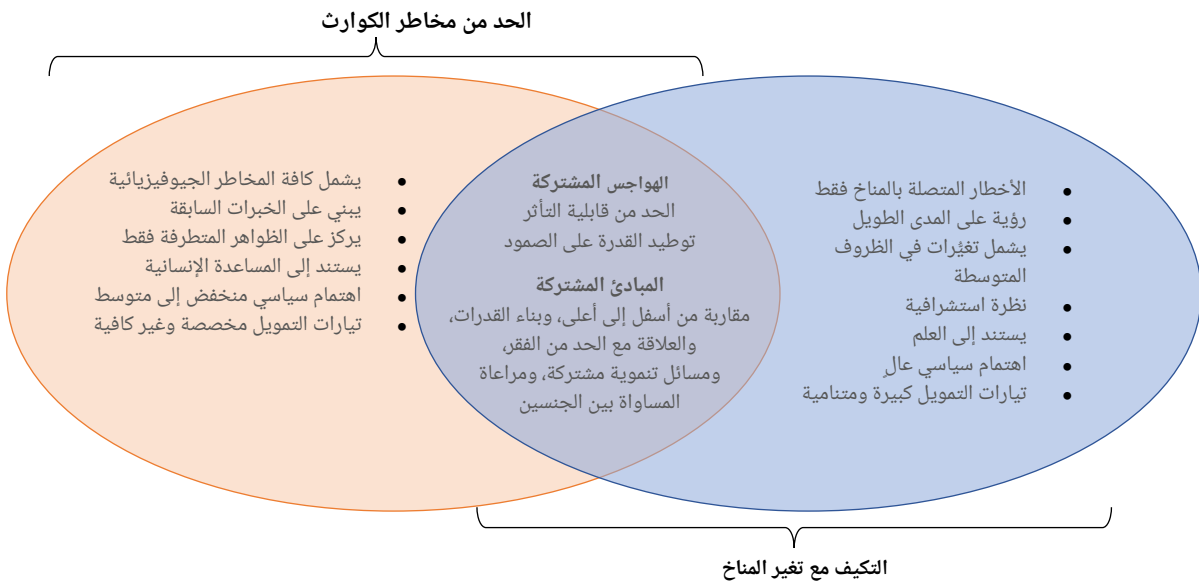 الحد من مخاطر الكوارث
الأخطار المتصلة بالمناخ فقط
رؤية على المدى الطويل
يشمل تغيُّرات في الظروف
المتوسطة
نظرة استشرافية
يستند إلى العلم
اهتمام سياسي عالٍ
تيارات التمويل كبيرة ومتنامية
الهواجس المشتركة
الحد من قابلية التأثر
توطيد القدرة على الصمود
المبادئ المشتركة
مقاربة من أسفل إلى أعلى، وبناء القدرات،
والعلاقة مع الحد من الفقر،
ومسائل تنموية مشتركة، ومراعاة
المساواة بين الجنسين
يشمل كافة المخاطر الجيوفيزيائية
يبني على الخبرات السابقة
يركز على الظواهر المتطرفة فقط
يستند إلى المساعدة الإنسانية
اهتمام سياسي منخفض إلى متوسط
تيارات التمويل مخصصة وغير كافية
التكيف مع تغير المناخ